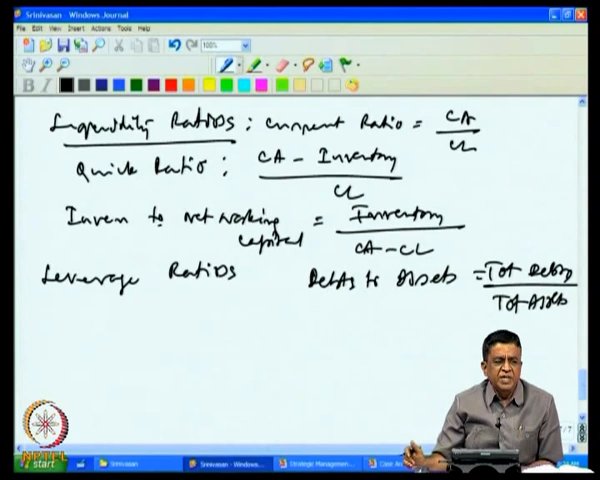 Srinivasan - Windows Journal
File Edit View Insert Actions Tools Help
100%
B I
Liquidity Ratios : Current Ratio = CA / CL
Quick Ratio : CA - Inventory / CL
Inven to net working capital = Inventory / CA - CL
Leverage Ratios Debts to Assets = Tot Debts / Tot Assets
7/7
NPTEL
start Srinivasan Srinivasan - Windows... Strategic Managemen...